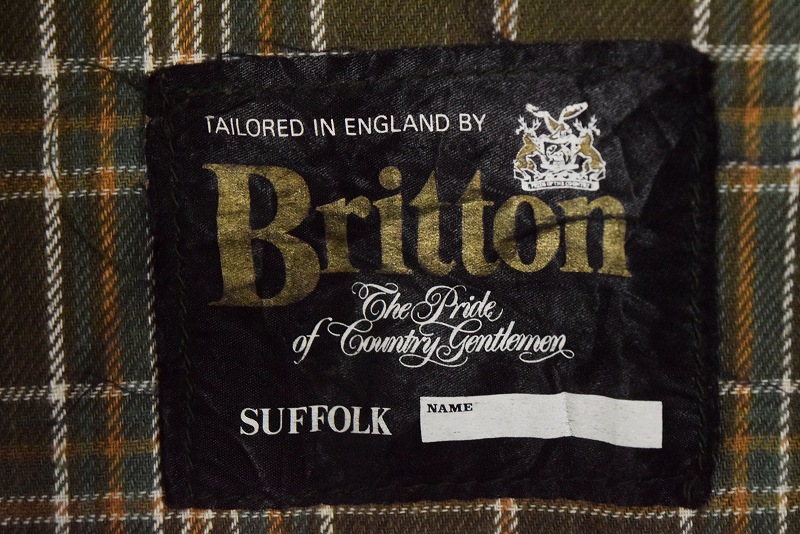 TAILORED IN ENGLAND BY
Britton
The Pride
of Country Gentlemen
SUFFOLK
NAME